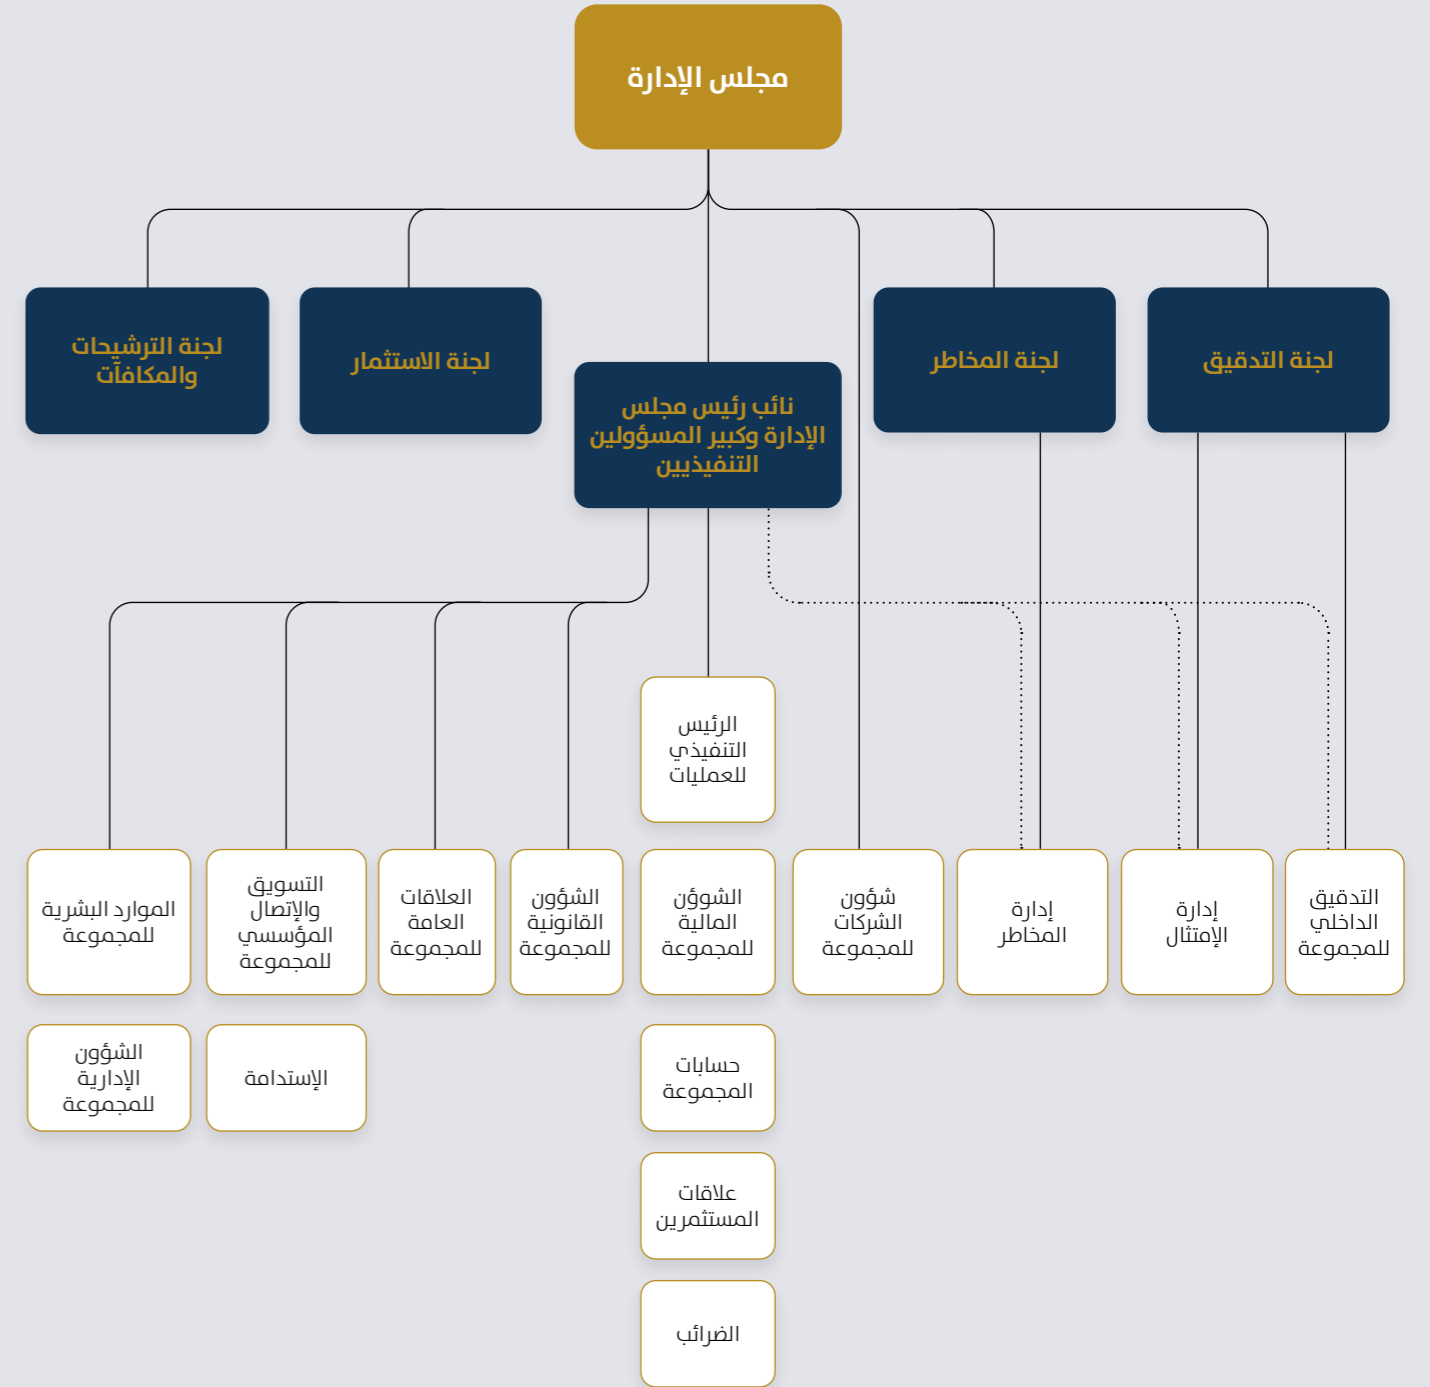 مجلس الإدارة
لجنة التدقيق
لجنة المخاطر
نائب رئيس مجلس
الإدارة وكبير المسؤولين
التنفيذيين
لجنة الاستثمار
لجنة الترشيحات
والمكافآت
الرئيس
التنفيذي
للعمليات
التدقيق
الداخلي
للمجموعة
إدارة
الإمتثال
إدارة
المخاطر
شؤون
الشركات
للمجموعة
الشوؤن
المالية
للمجموعة
الشؤون
القانونية
للمجموعة
العلاقات
العامة
للمجموعة
التسويق
والإتصال
المؤسسي
للمجموعة
الموارد البشرية
للمجموعة
حسابات
المجموعة
الإستدامة
الشؤون
الإدارية
للمجموعة
علاقات
المستثمرين
الضرائب